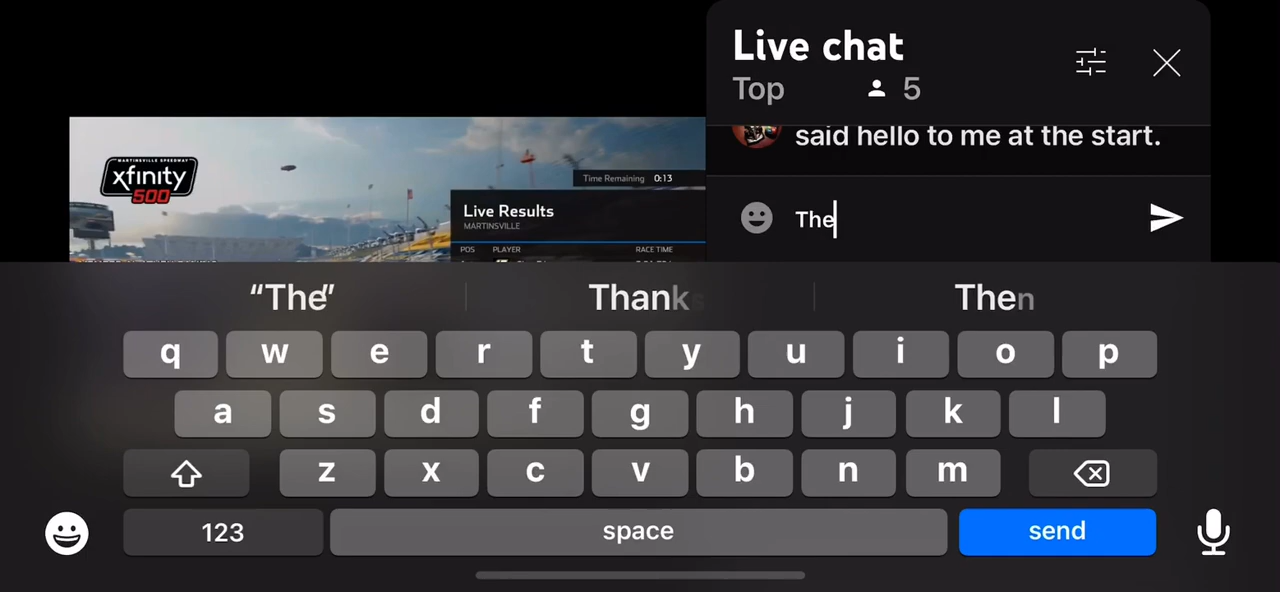 Live chat
Top 5
said hello to me at the start.
The
MARTINSVILLE SPEEDWAY
xfinity
500
Time Remaining 0:13
Live Results
MARTINSVILLE
POS PLAYER RACE TIME
“The” Thanks Then
q w e r t y u i o p
a s d f g h j k l
z x c v b n m
123 space send